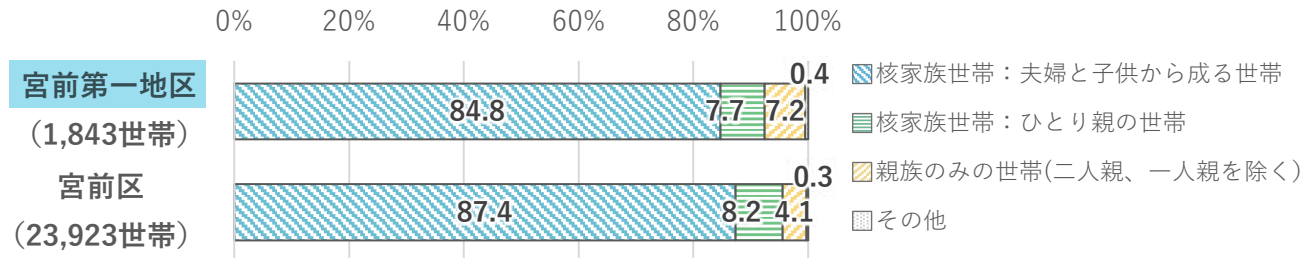 0% 20% 40% 60% 80% 100%
宮前第一地区
（1,843世帯）
84.8 7.7 7.2 0.4
宮前区
（23,923世帯）
87.4 8.2 4.1 0.3
核家族世帯：夫婦と子供から成る世帯
核家族世帯：ひとり親の世帯
親族のみの世帯(二人親、一人親を除く)
その他